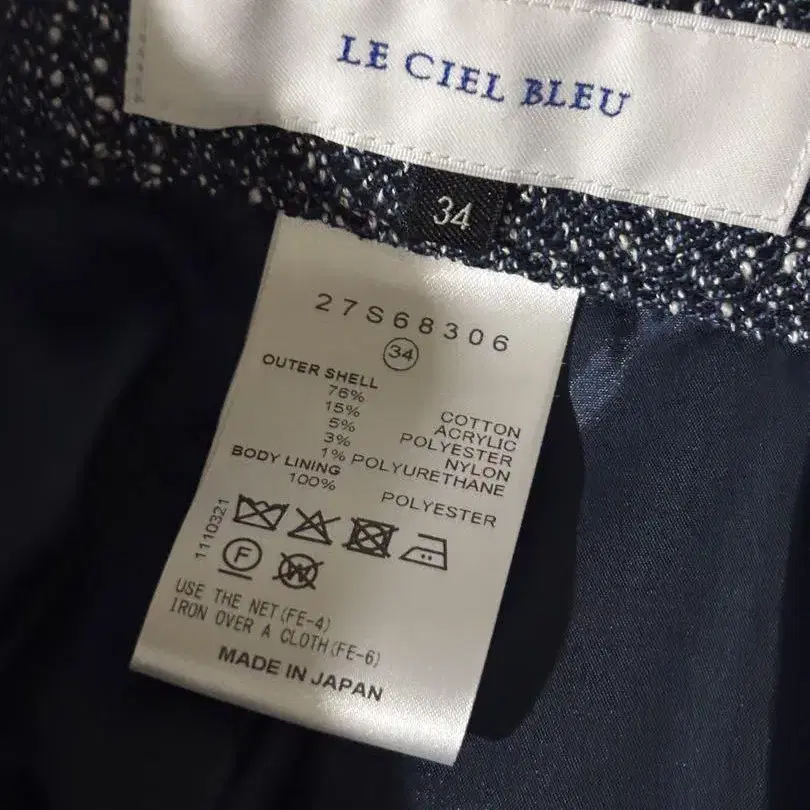 LE CIEL BLEU
34
27S68306
34
OUTER SHELL
76% COTTON
15% ACRYLIC
5% POLYESTER
3% NYLON
1% POLYURETHANE
BODY LINING
100% POLYESTER
1110321
F
W
USE THE NET(FE-4)
IRON OVER A CLOTH(FE-6)
MADE IN JAPAN